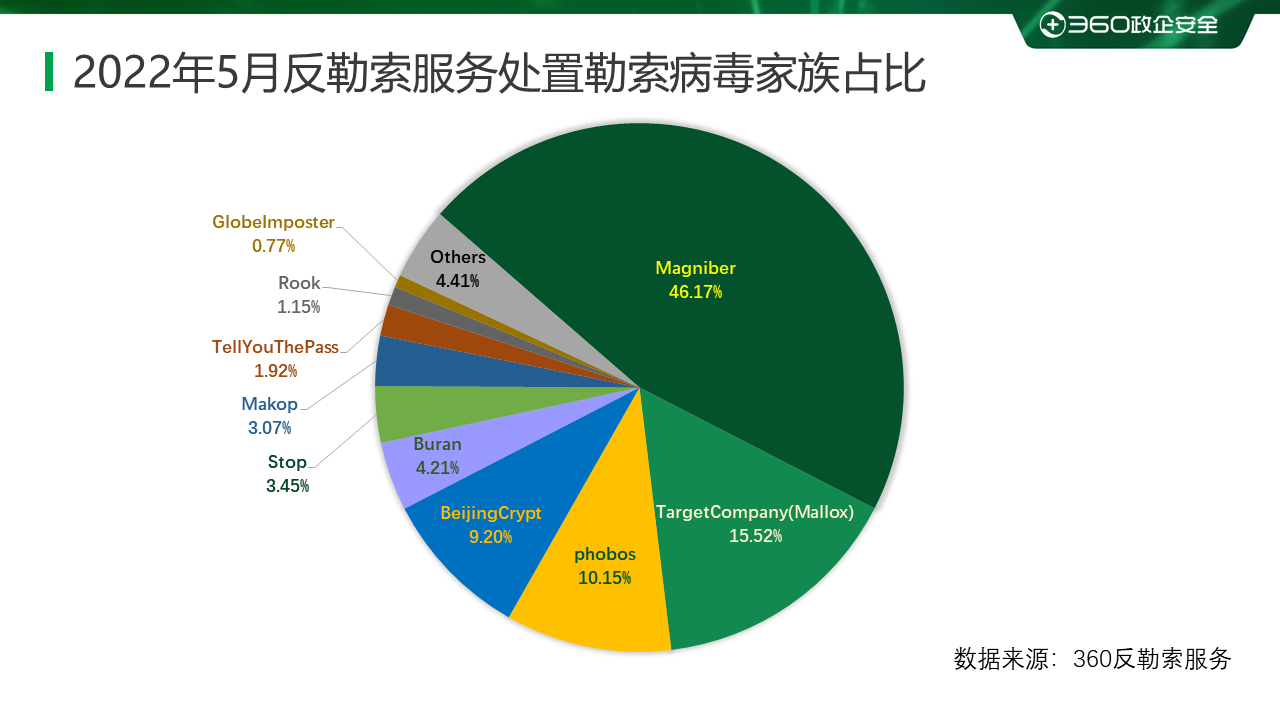 360政企安全
2022年5月反勒索服务处置勒索病毒家族占比
GlobeImposter
0.77%
Others
4.41%
Magniber
46.17%
Rook
1.15%
TellYouThePass
1.92%
Makop
3.07%
Buran
4.21%
Stop
3.45%
BeijingCrypt
9.20%
TargetCompany(Mallox)
15.52%
phobos
10.15%
数据来源：360反勒索服务